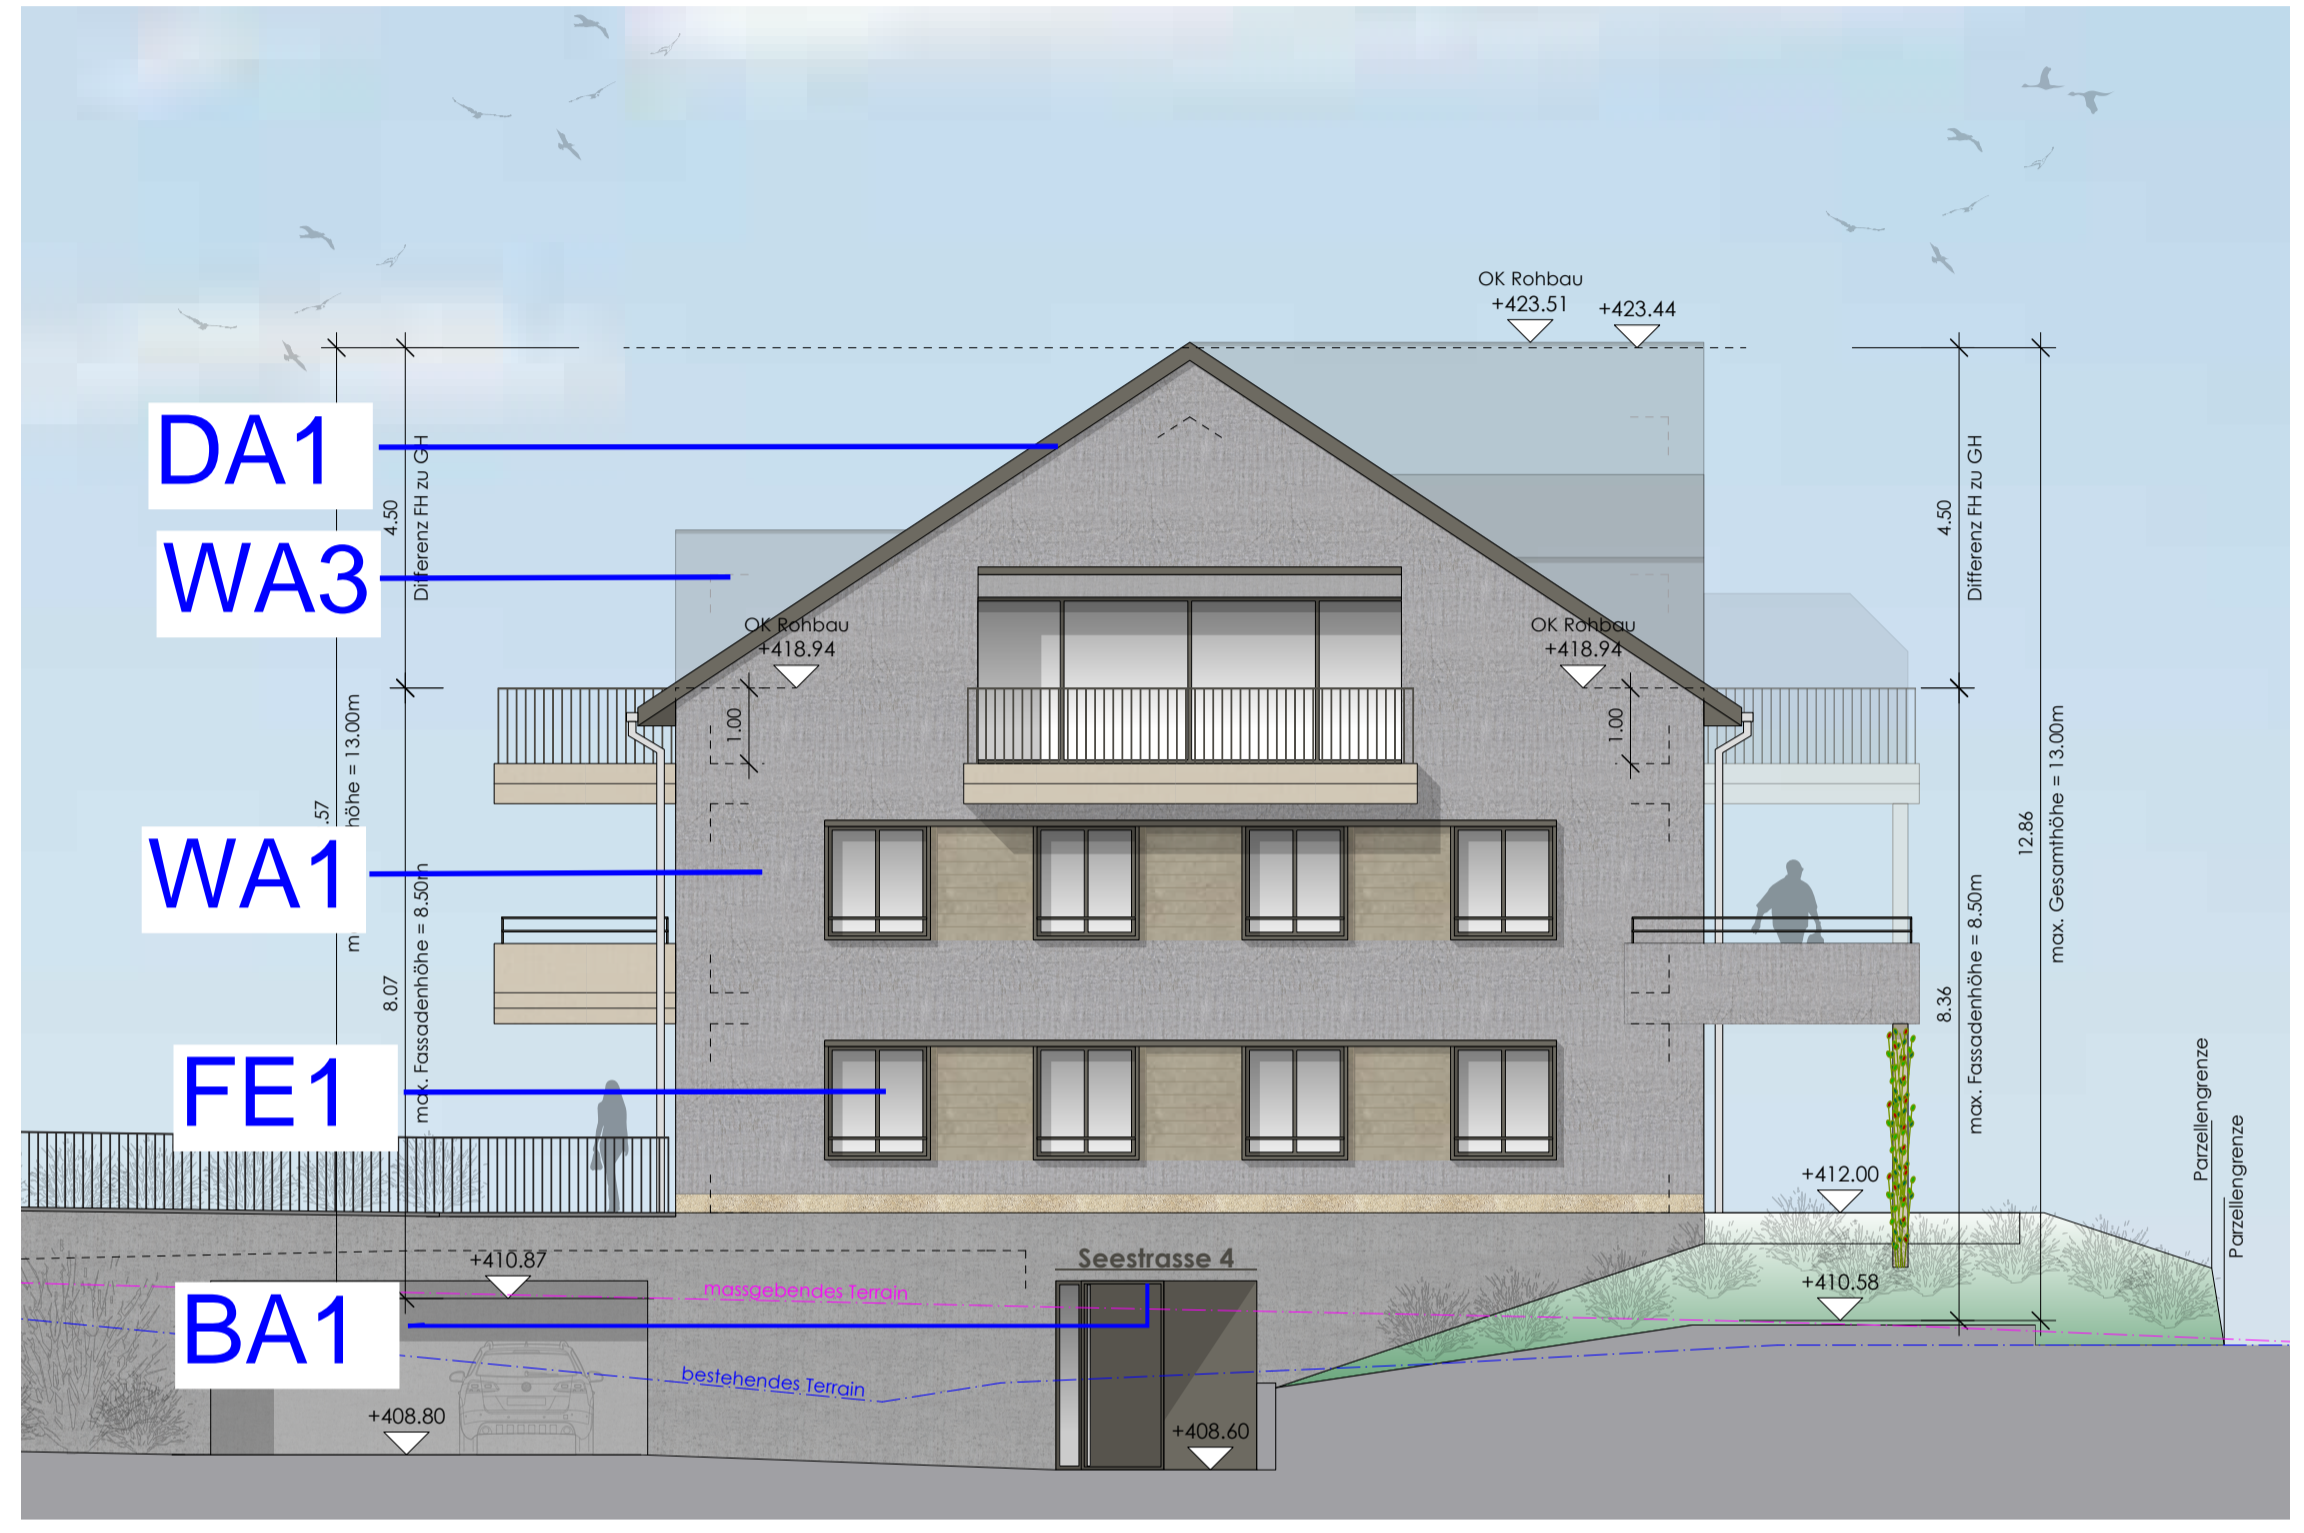 OK Rohbau
+423.51
+423.44
DA1
4.50
Differenz FH zu GH
4.50
Differenz FH zu GH
WA3
OK Rohbau
+418.94
OK Rohbau
+418.94
1.00
1.00
.57
höhe = 13.00m
WA1
8.07
max. Fassadenhöhe = 8.50m
12.86
max. Gesamthöhe = 13.00m
8.36
max. Fassadenhöhe = 8.50m
FE1
Parzellengrenze
Parzellengrenze
+412.00
+410.87
Seestrasse 4
massgebendes Terrain
+410.58
BA1
bestehendes Terrain
+408.80
+408.60